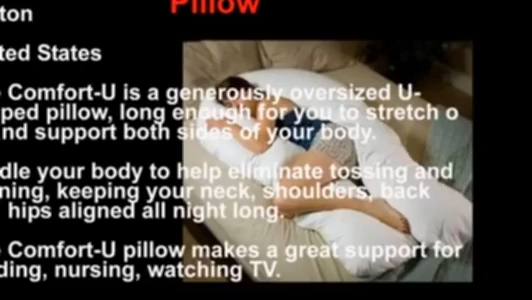 Pillow
ton
ted States
Comfort-U is a generously oversized U-
ped pillow, long enough for you to stretch o
nd support both sides of your body.
dle your body to help eliminate tossing and
ning, keeping your neck, shoulders, back
hips aligned all night long.
Comfort-U pillow makes a great support for
ding, nursing, watching TV.